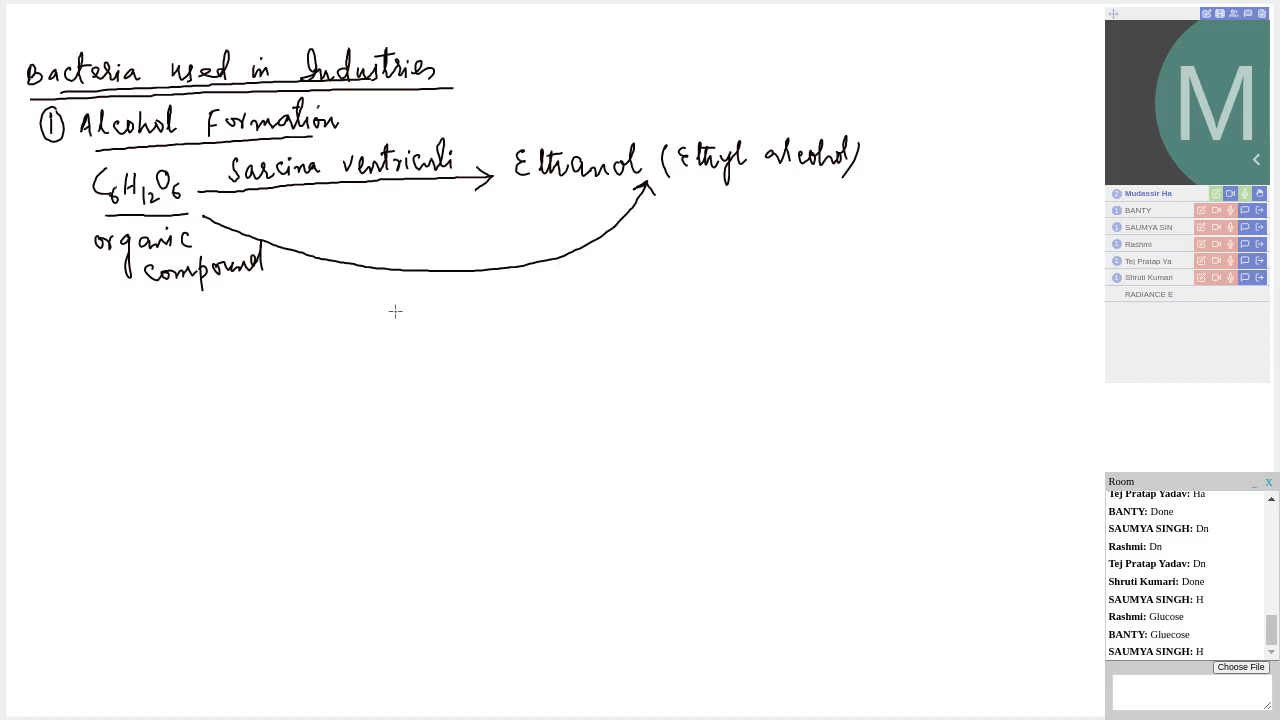 Bacteria used in Industries
① Alcohol Formation
C6H12O6 Sarcina ventriculi Ethanol (Ethyl alcohol)
organic
compound
M
Mudassir Ha
BANTY
SAUMYA SIN
Rashmi
Tej Pratap Ya
Shruti Kumari
RADIANCE E
Room
_ X
Tej Pratap Yadav: Ha
BANTY: Done
SAUMYA SINGH: Dn
Rashmi: Dn
Tej Pratap Yadav: Dn
Shruti Kumari: Done
SAUMYA SINGH: H
Rashmi: Glucose
BANTY: Gluecose
SAUMYA SINGH: H
Choose File